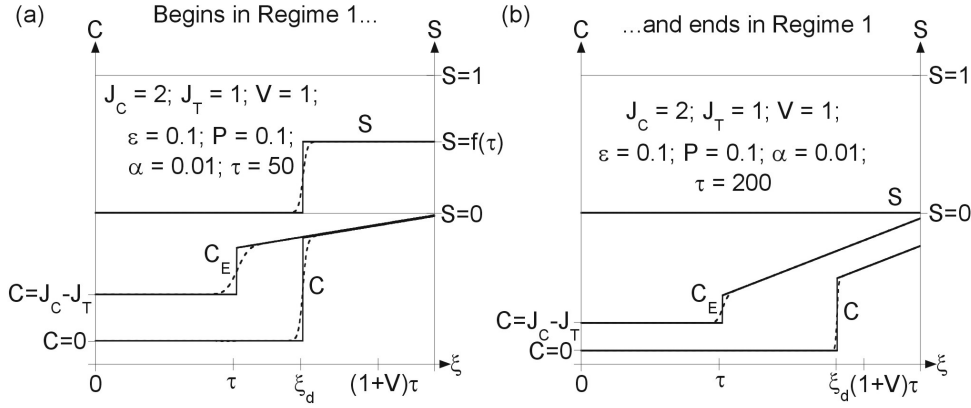 (a) Begins in Regime 1...
C S
S=1
J_C = 2; J_T = 1; V = 1;
S
ε = 0.1; P = 0.1;
S=f(τ)
α = 0.01; τ = 50
S=0
C_E
C
C=J_C-J_T
C=0
ξ
0 τ ξ_d (1+V)τ
(b) ...and ends in Regime 1
C S
S=1
J_C = 2; J_T = 1; V = 1;
ε = 0.1; P = 0.1; α = 0.01;
τ = 200
S
S=0
C_E
C
C=J_C-J_T
C=0
ξ
0 τ ξ_d (1+V)τ